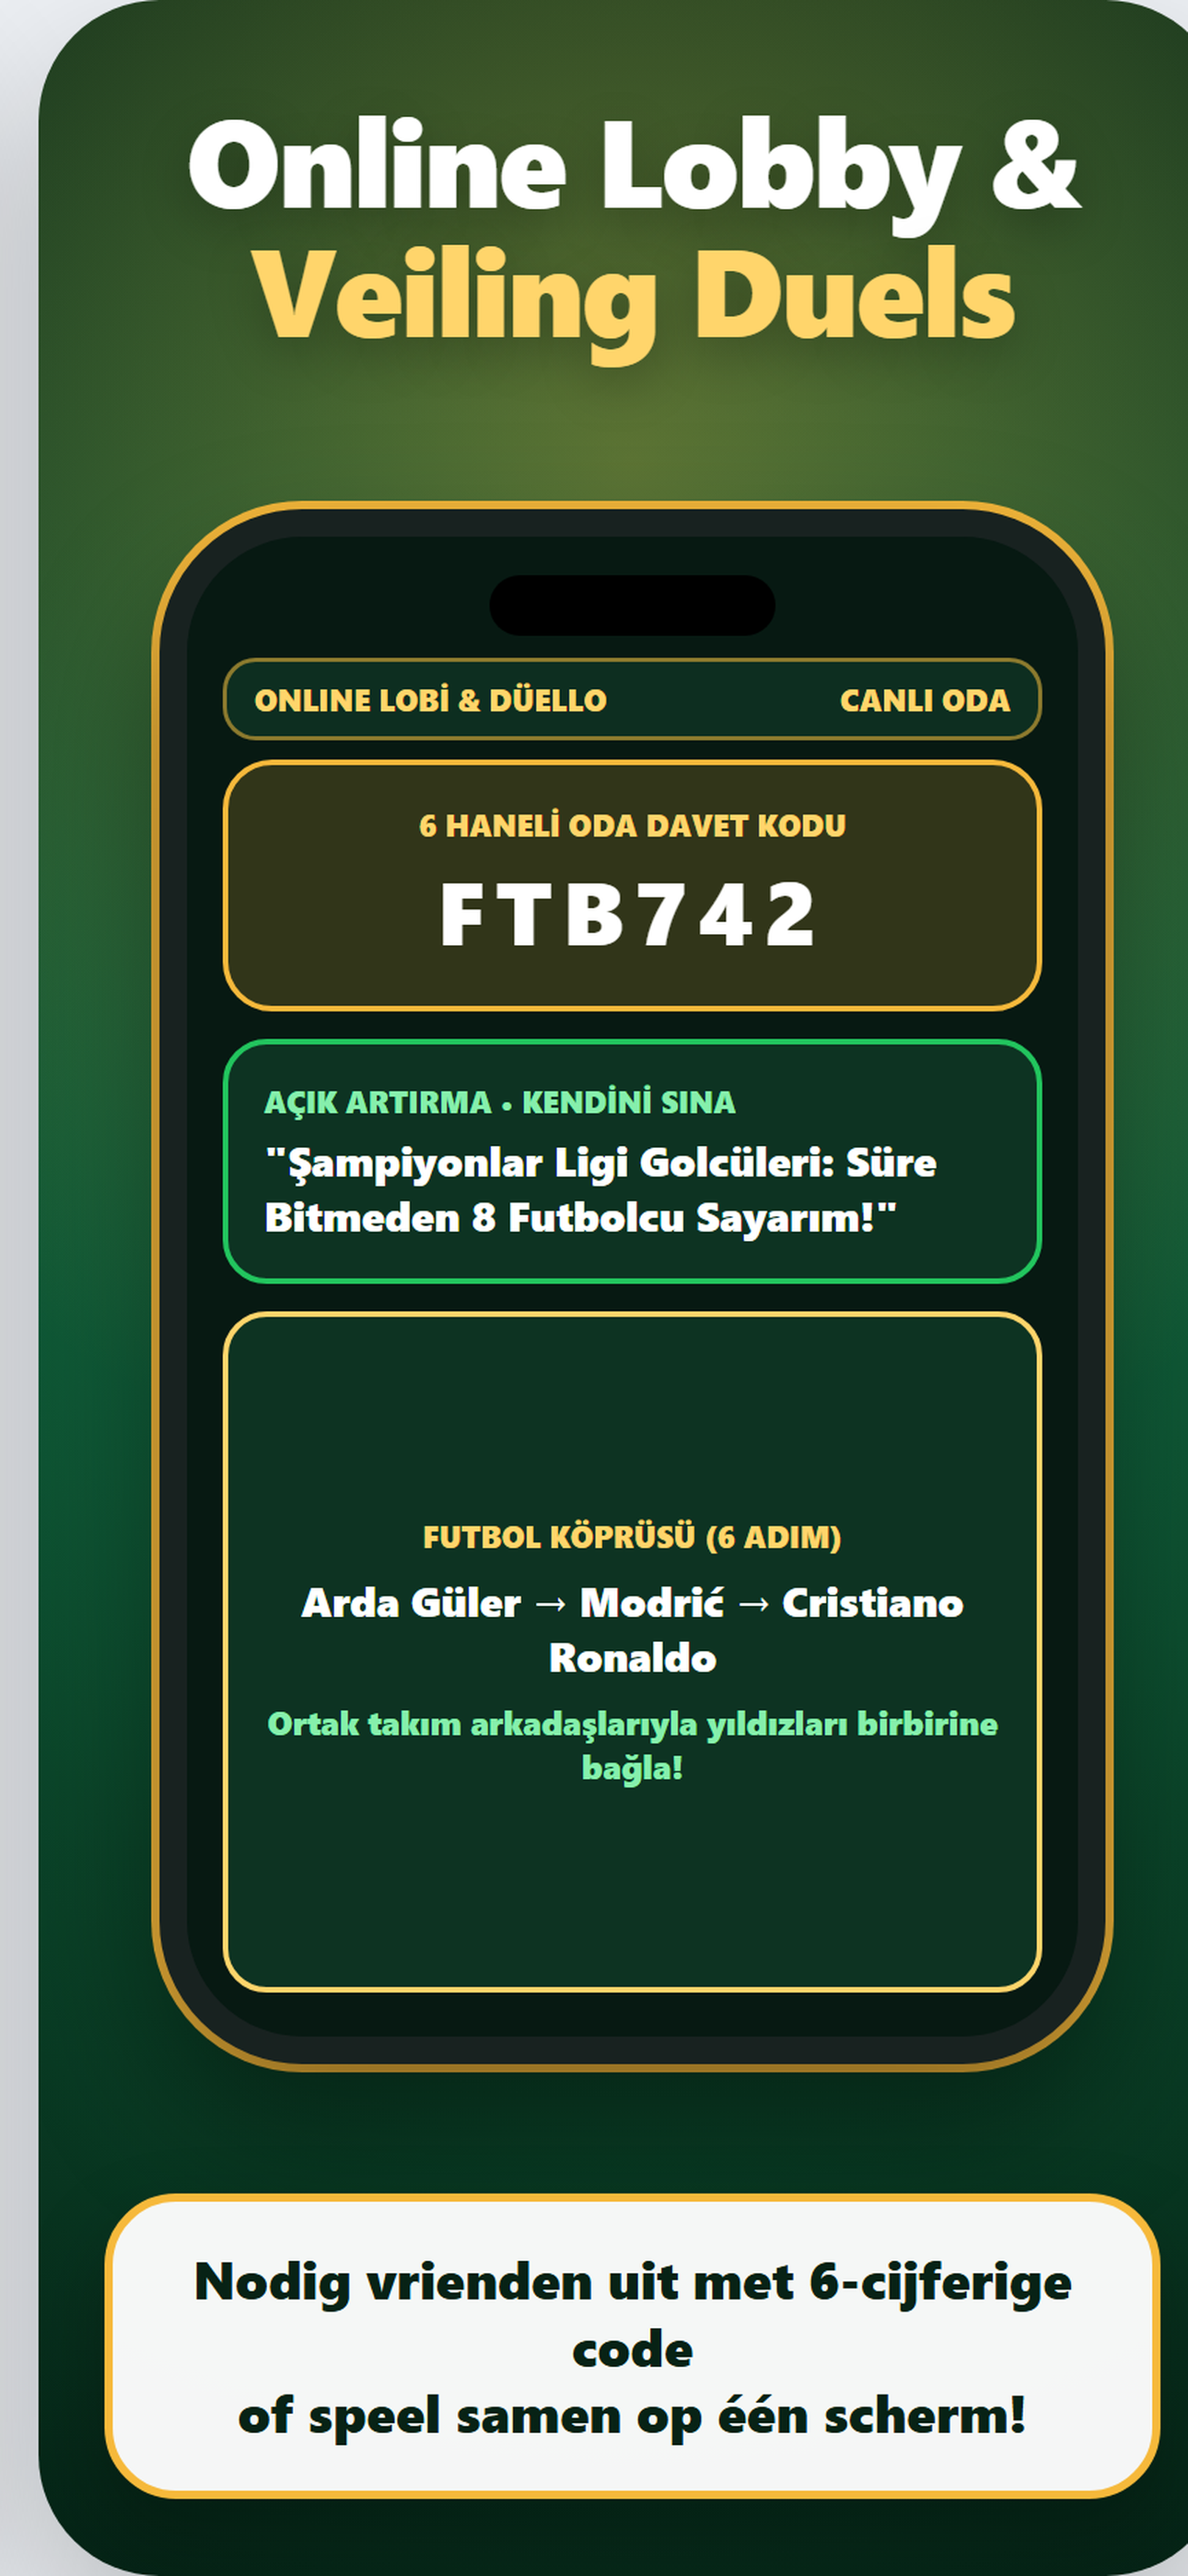 Online Lobby &
Veiling Duels
ONLINE LOBİ & DÜELLO CANLI ODA
6 HANELİ ODA DAVET KODU
FTB742
AÇIK ARTIRMA • KENDİNİ SINA
"Şampiyonlar Ligi Golcüleri: Süre
Bitmeden 8 Futbolcu Sayarım!"
FUTBOL KÖPRÜSÜ (6 ADIM)
Arda Güler → Modrić → Cristiano
Ronaldo
Ortak takım arkadaşlarıyla yıldızları birbirine
bağla!
Nodig vrienden uit met 6-cijferige
code
of speel samen op één scherm!